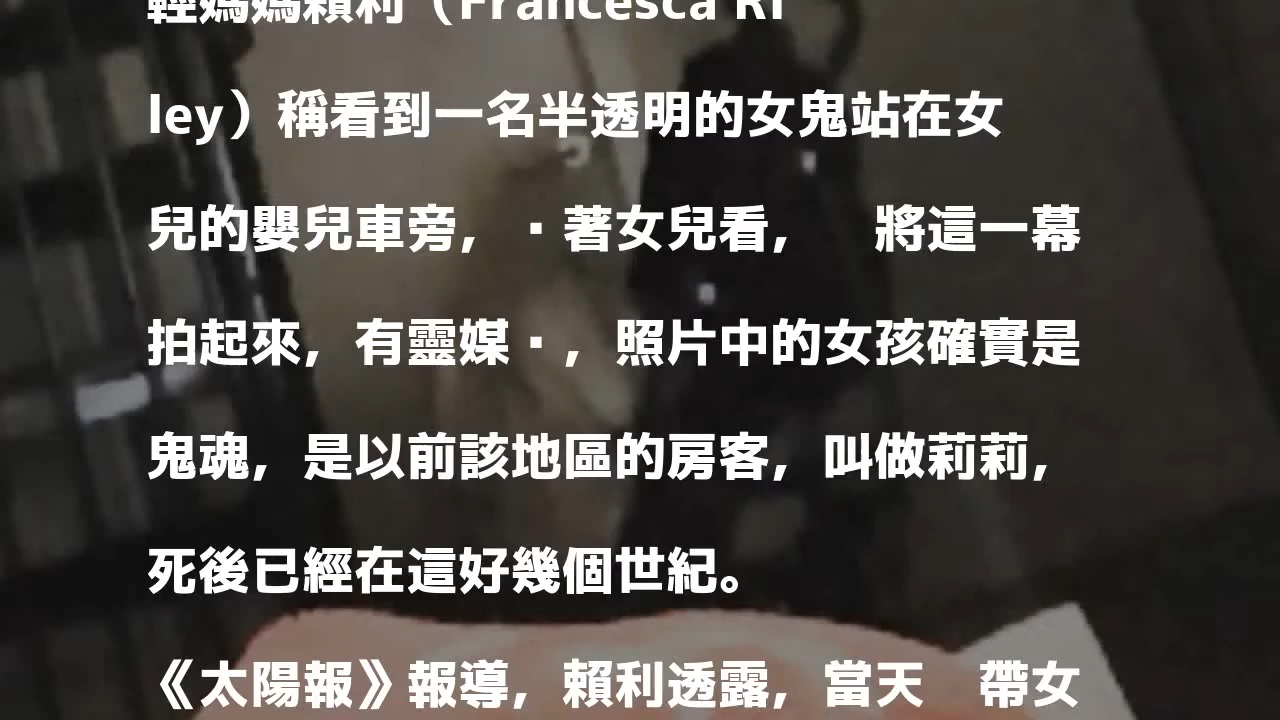 輕媽媽賴利（Francesca Ri
ley）稱看到一名半透明的女鬼站在女
兒的嬰兒車旁，▪著女兒看，　將這一幕
拍起來，有靈媒▪，照片中的女孩確實是
鬼魂，是以前該地區的房客，叫做莉莉，
死後已經在這好幾個世紀。
《太陽報》報導，賴利透露，當天　帶女